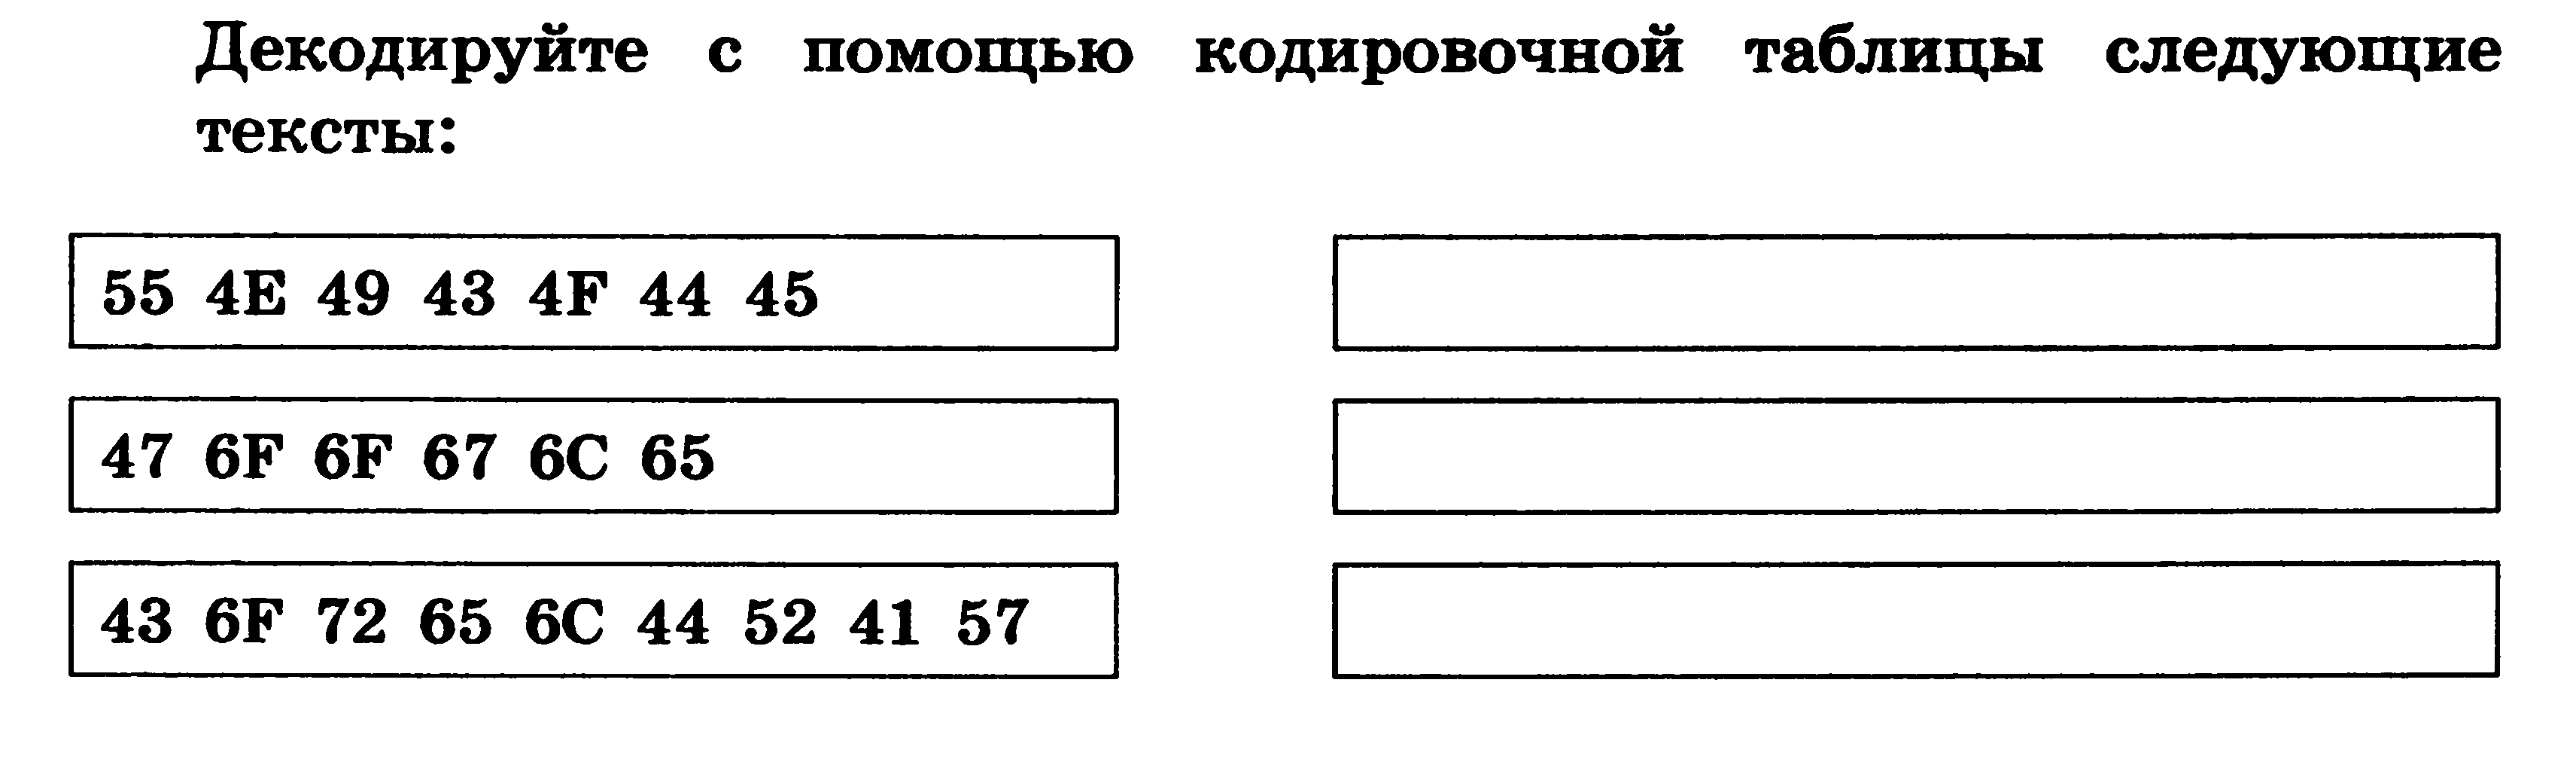 Декодируйте с помощью кодировочной таблицы следующие
тексты:
55 4E 49 43 4F 44 45
47 6F 6F 67 6C 65
43 6F 72 65 6C 44 52 41 57